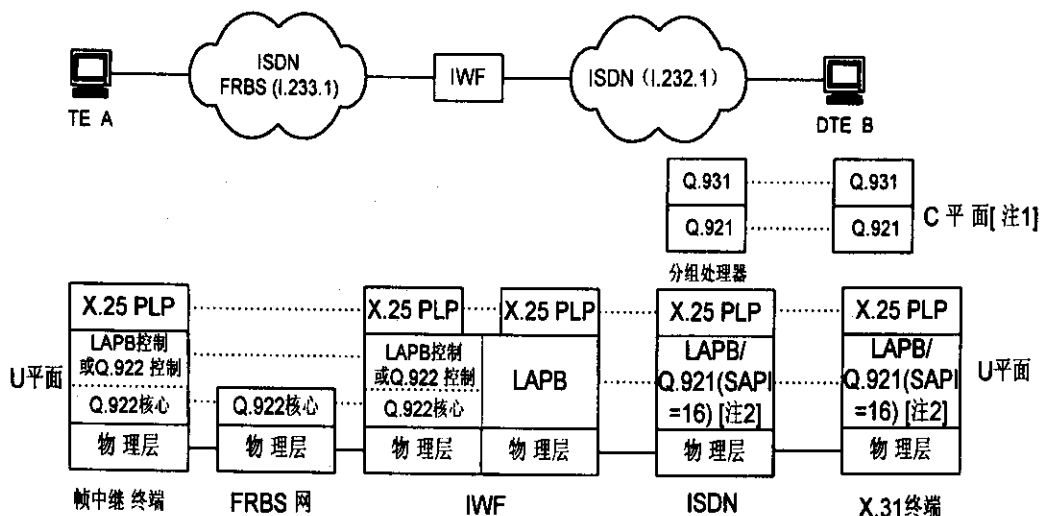 ISDN
FRBS (I.233.1)
IWF
ISDN（I.232.1）
TE A
DTE B
Q.931
Q.931
Q.921
Q.921
C 平 面[ 注1]
分组处理器
X.25 PLP
X.25 PLP
X.25 PLP
X.25 PLP
X.25 PLP
U平面
LAPB控制
或Q.922 控制
Q.922核心
Q.922核心
LAPB控制
或Q.922 控制
Q.922核心
LAPB
LAPB/
Q.921(SAPI
=16) [注2]
LAPB/
Q.921(SAPI
=16) [注2]
U平面
物 理层
物 理层
物 理层
物 理层
物 理层
物 理层
帧中继 终端
FRBS 网
IWF
ISDN
X.31终端